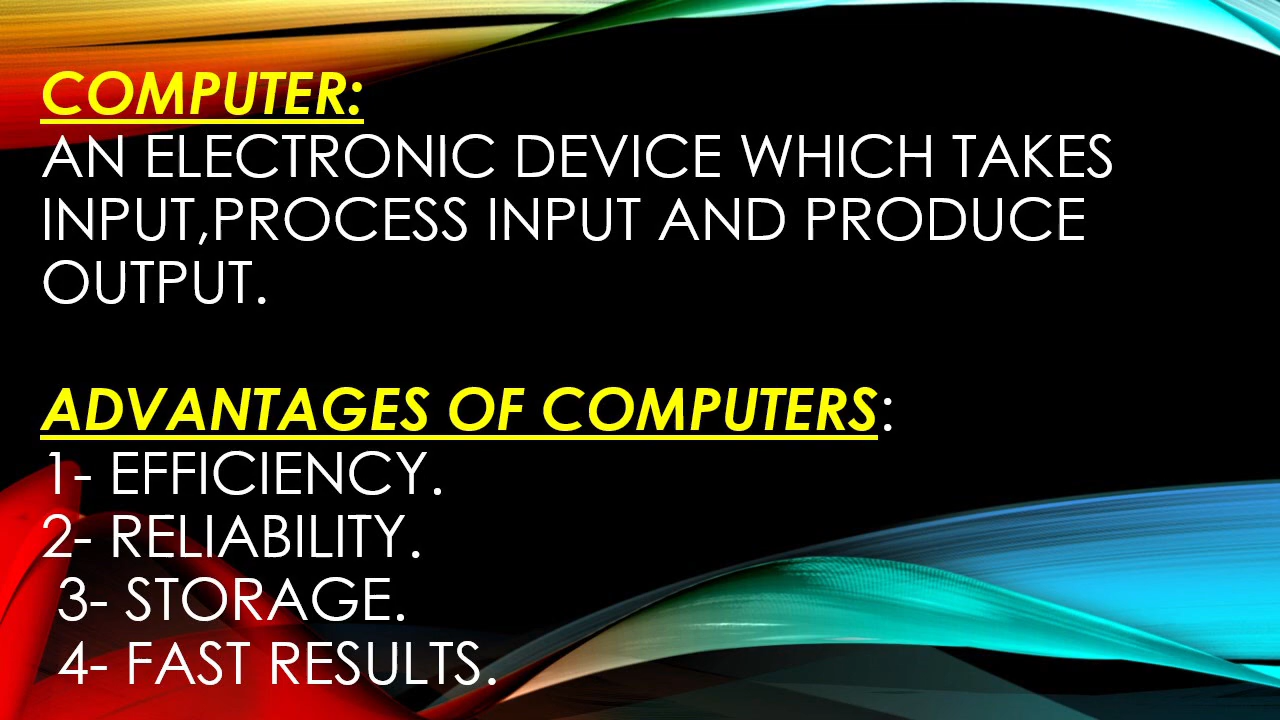 COMPUTER:
AN ELECTRONIC DEVICE WHICH TAKES
INPUT,PROCESS INPUT AND PRODUCE
OUTPUT.
ADVANTAGES OF COMPUTERS:
1- EFFICIENCY.
2- RELIABILITY.
3- STORAGE.
4- FAST RESULTS.